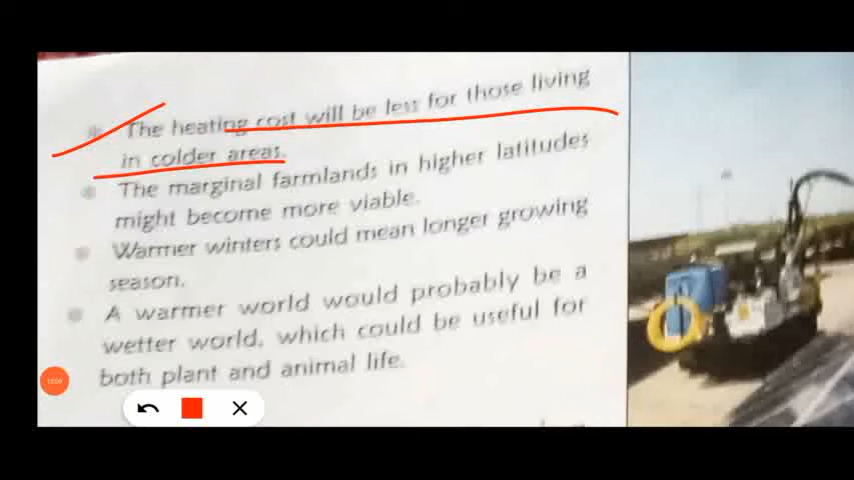 The heating cost will be less for those living
in colder areas.
The marginal farmlands in higher latitudes
might become more viable.
Warmer winters could mean longer growing
season.
A warmer world would probably be a
wetter world, which could be useful for
both plant and animal life.